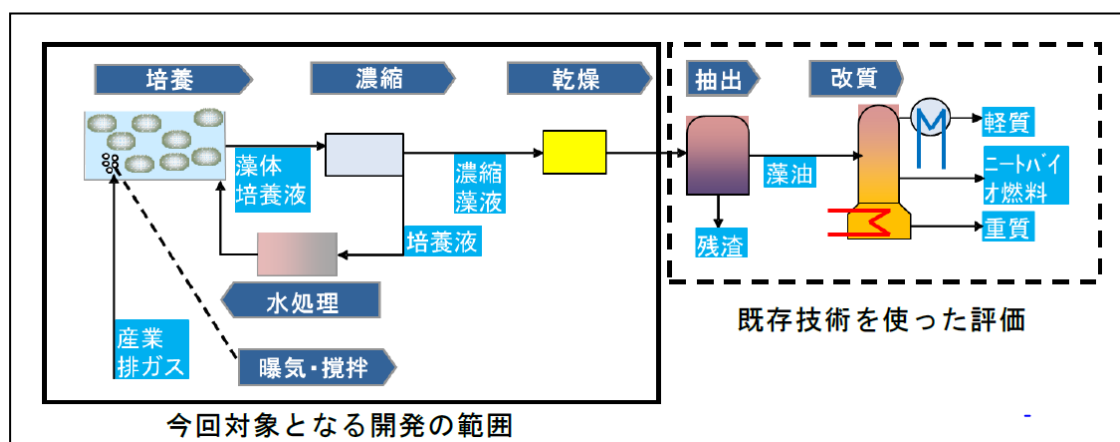 培養
濃縮
乾燥
抽出
改質
軽質
藻体
培養液
濃縮
藻液
藻油
ニートバイ
オ燃料
培養液
残渣
重質
水処理
産業
排ガス
曝気・撹拌
既存技術を使った評価
今回対象となる開発の範囲